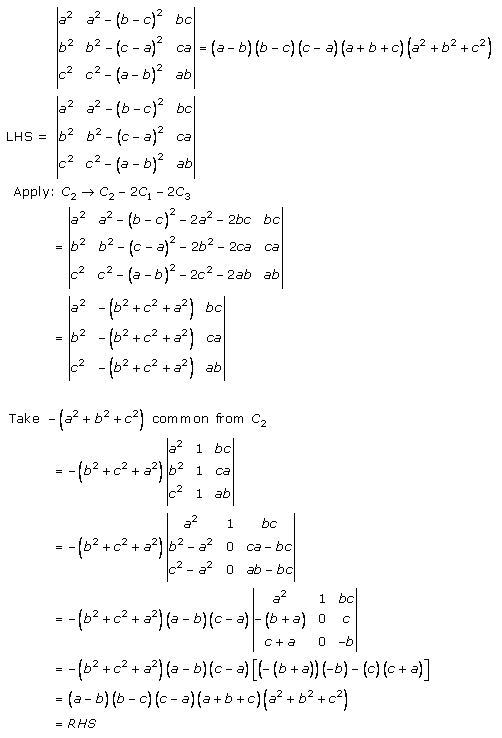 |a² a² − (b − c)² bc|
|b² b² − (c − a)² ca| = (a − b)(b − c)(c − a)(a + b + c)(a² + b² + c²)
|c² c² − (a − b)² ab|
|a² a² − (b − c)² bc|
LHS = |b² b² − (c − a)² ca|
|c² c² − (a − b)² ab|
Apply: C₂ → C₂ − 2C₁ − 2C₃
|a² a² − (b − c)² − 2a² − 2bc bc|
= |b² b² − (c − a)² − 2b² − 2ca ca|
|c² c² − (a − b)² − 2c² − 2ab ab|
|a² −(b² + c² + a²) bc|
= |b² −(b² + c² + a²) ca|
|c² −(b² + c² + a²) ab|
Take −(a² + b² + c²) common from C₂
|a² 1 bc|
= −(b² + c² + a²) |b² 1 ca|
|c² 1 ab|
|a² 1 bc|
= −(b² + c² + a²) |b² − a² 0 ca − bc|
|c² − a² 0 ab − bc|
|a² 1 bc|
= −(b² + c² + a²)(a − b)(c − a) |−(b + a) 0 c|
|c + a 0 −b|
= −(b² + c² + a²)(a − b)(c − a)[(−(b + a))(−b) − (c)(c + a)]
= (a − b)(b − c)(c − a)(a + b + c)(a² + b² + c²)
= RHS